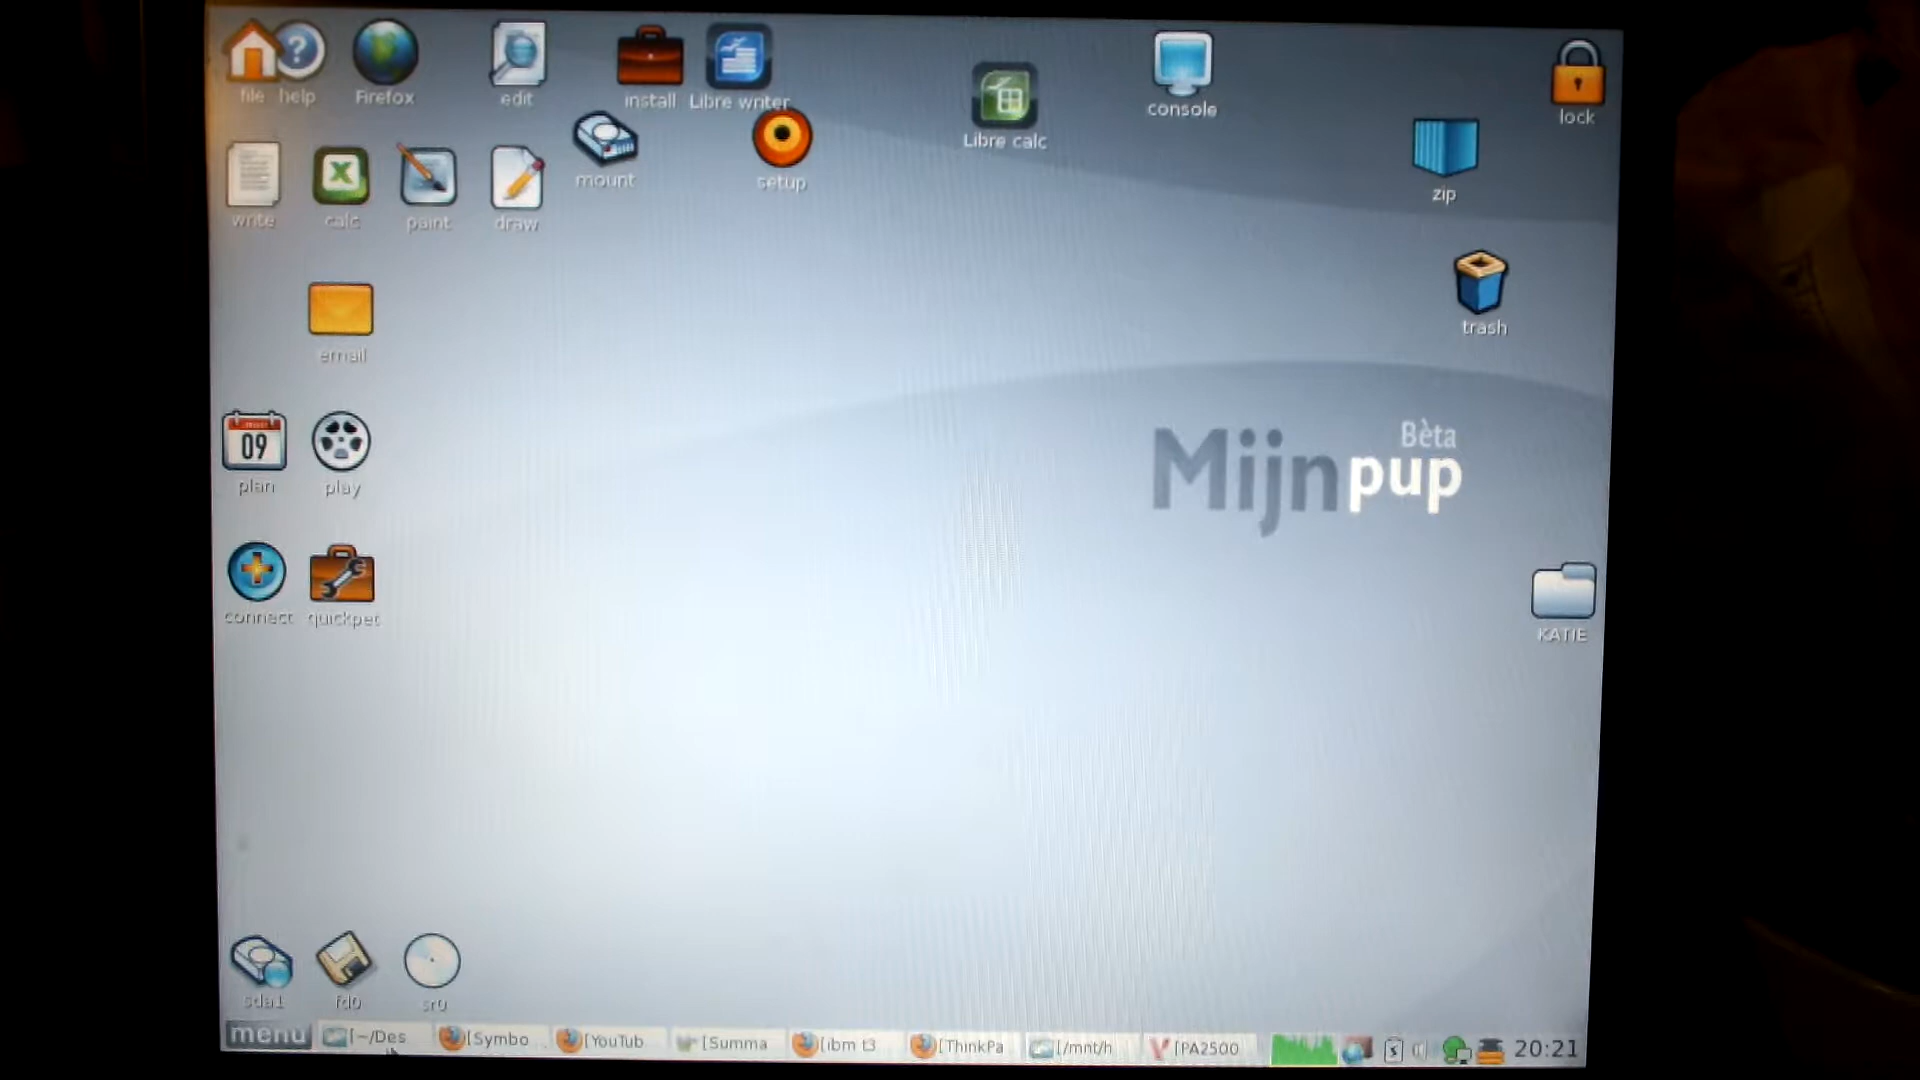 file help Firefox edit install Libre writer
Libre calc console lock
write calc paint draw mount setup zip
email trash
plan play
09
Bèta
Mijnpup
connect quickpet
KATIE
sda1 fd0 sr0
menu [~/Des [Symbo [YouTub [Summa [ibm t3 [ThinkPa [/mnt/h [PA2500 20:21